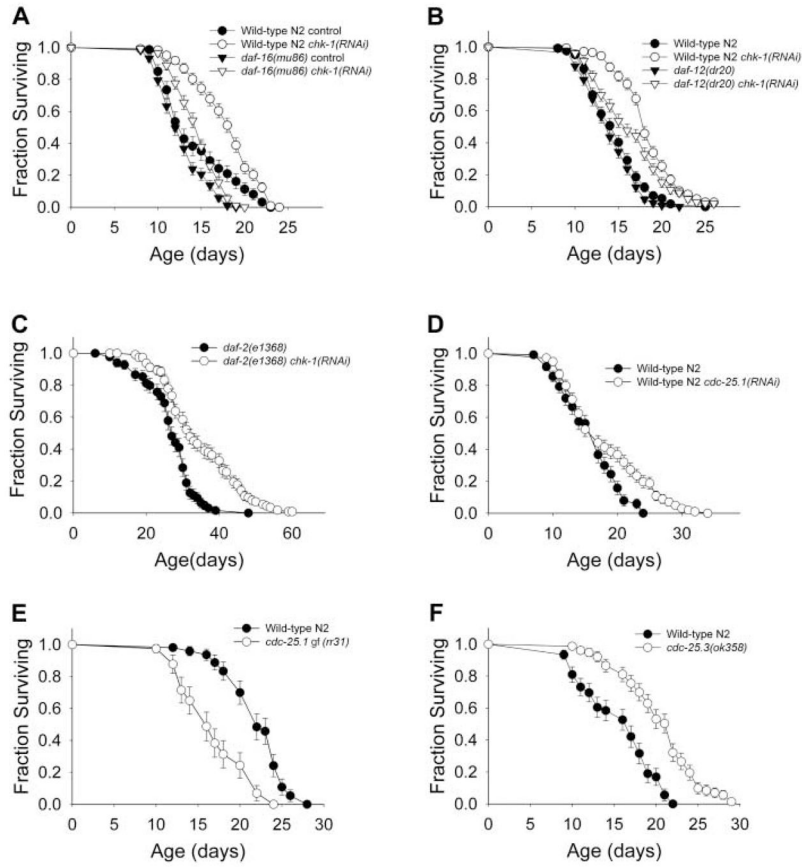 A
Wild-type N2 control
Wild-type N2 chk-1(RNAi)
daf-16(mu86) control
daf-16(mu86) chk-1(RNAi)
Fraction Surviving
1.0
0.8
0.6
0.4
0.2
0.0
0 5 10 15 20 25
Age (days)
B
Wild-type N2
Wild-type N2 chk-1(RNAi)
daf-12(dr20)
daf-12(dr20) chk-1(RNAi)
Fraction Surviving
1.0
0.8
0.6
0.4
0.2
0.0
0 5 10 15 20 25
Age (days)
C
daf-2(e1368)
daf-2(e1368) chk-1(RNAi)
Fraction Surviving
1.0
0.8
0.6
0.4
0.2
0.0
0 20 40 60
Age(days)
D
Wild-type N2
Wild-type N2 cdc-25.1(RNAi)
Fraction Surviving
1.0
0.8
0.6
0.4
0.2
0.0
0 10 20 30
Age (days)
E
Wild-type N2
cdc-25.1 gf (rr31)
Fraction Surviving
1.0
0.8
0.6
0.4
0.2
0.0
0 5 10 15 20 25 30
Age (days)
F
Wild-type N2
cdc-25.3(ok358)
Fraction Surviving
1.0
0.8
0.6
0.4
0.2
0.0
0 5 10 15 20 25 30
Age (days)